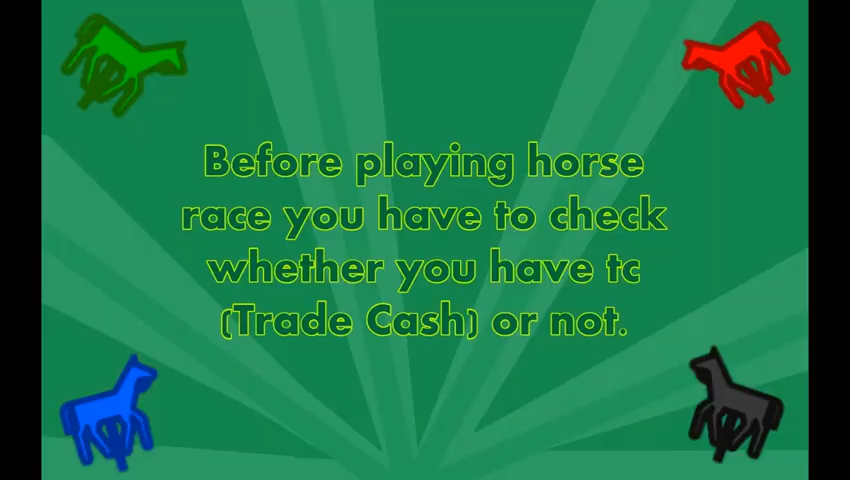 Before playing horse
race you have to check
whether you have tc
(Trade Cash) or not.